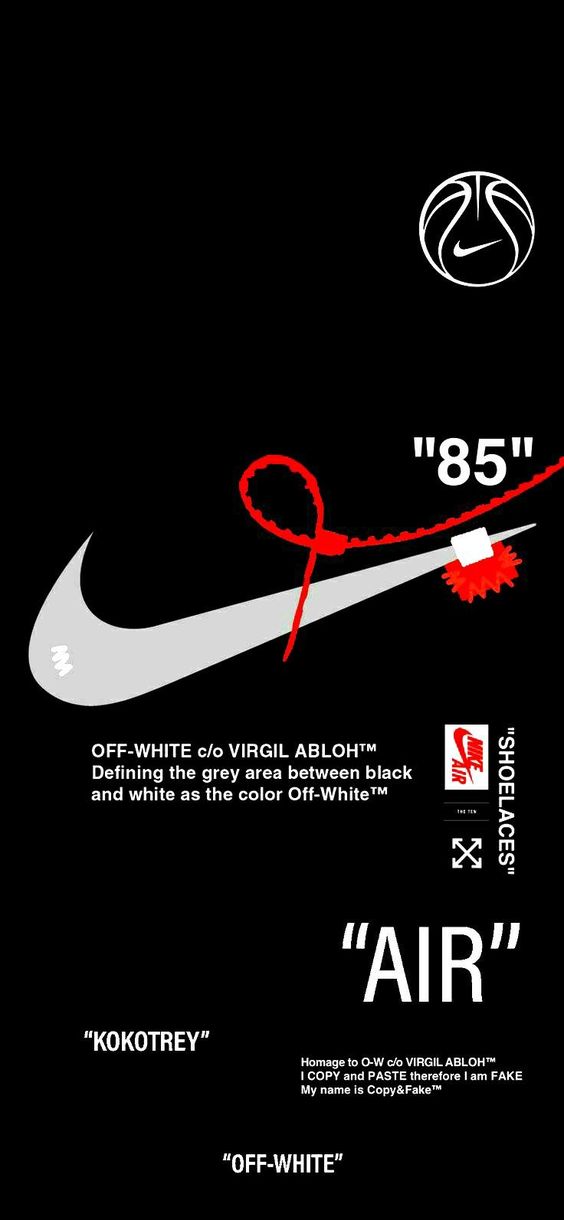 "85"
OFF-WHITE c/o VIRGIL ABLOH™
Defining the grey area between black
and white as the color Off-White™
NIKE
AIR
THE TEN
"SHOELACES"
“AIR”
“KOKOTREY”
Homage to O-W c/o VIRGIL ABLOH™
I COPY and PASTE therefore I am FAKE
My name is Copy&Fake™
“OFF-WHITE”